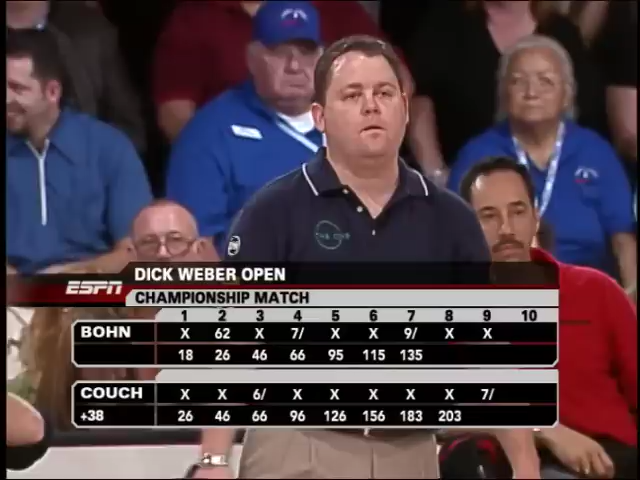 THE ONE
ESPN
DICK WEBER OPEN
CHAMPIONSHIP MATCH
1 2 3 4 5 6 7 8 9 10
BOHN X 62 X 7/ X X 9/ X X
18 26 46 66 95 115 135
COUCH X X 6/ X X X X X 7/
+38 26 46 66 96 126 156 183 203